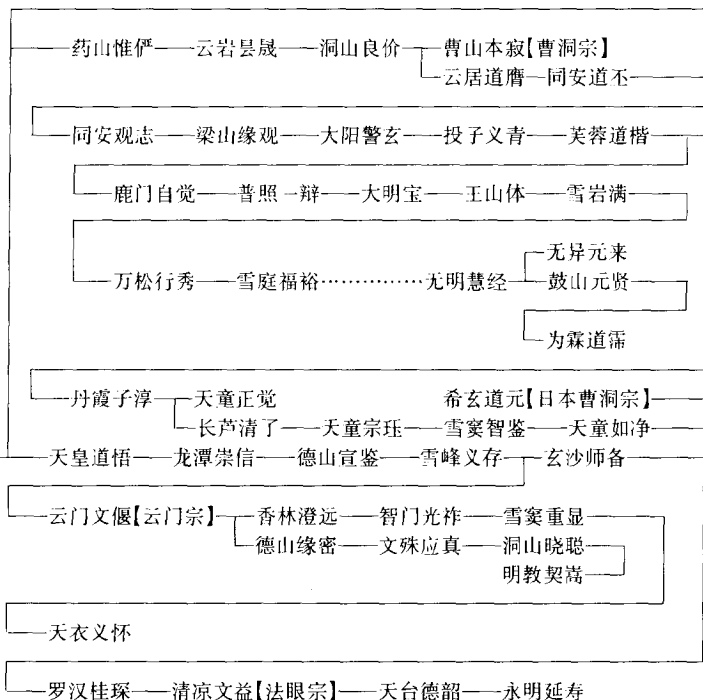 药山惟俨 云岩昙晟 洞山良价 曹山本寂【曹洞宗】
云居道膺 同安道丕
同安观志 梁山缘观 大阳警玄 投子义青 芙蓉道楷
鹿门自觉 普照一辩 大明宝 王山体 雪岩满
无异元来
万松行秀 雪庭福裕……………无明慧经 鼓山元贤
为霖道霈
丹霞子淳 天童正觉 希玄道元【日本曹洞宗】
长芦清了 天童宗珏 雪窦智鉴 天童如净
天皇道悟 龙潭崇信 德山宣鉴 雪峰义存 玄沙师备
云门文偃【云门宗】 香林澄远 智门光祚 雪窦重显
德山缘密 文殊应真 洞山晓聪
明教契嵩
天衣义怀
罗汉桂琛 清凉文益【法眼宗】 天台德韶 永明延寿